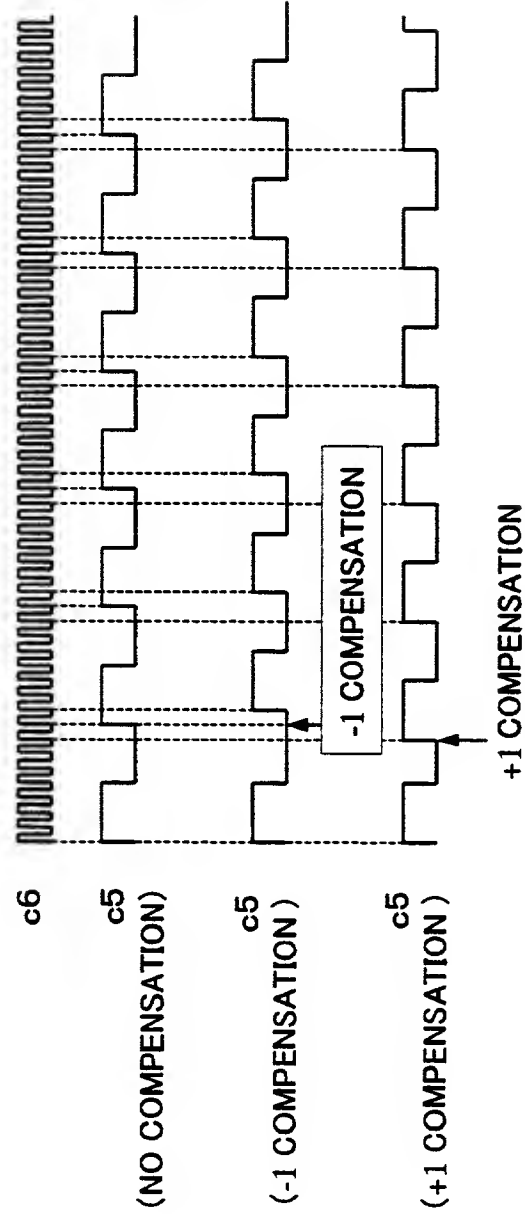 c6
c5
(NO COMPENSATION)
c5
(-1 COMPENSATION )
-1 COMPENSATION
c5
(+1 COMPENSATION )
+1 COMPENSATION